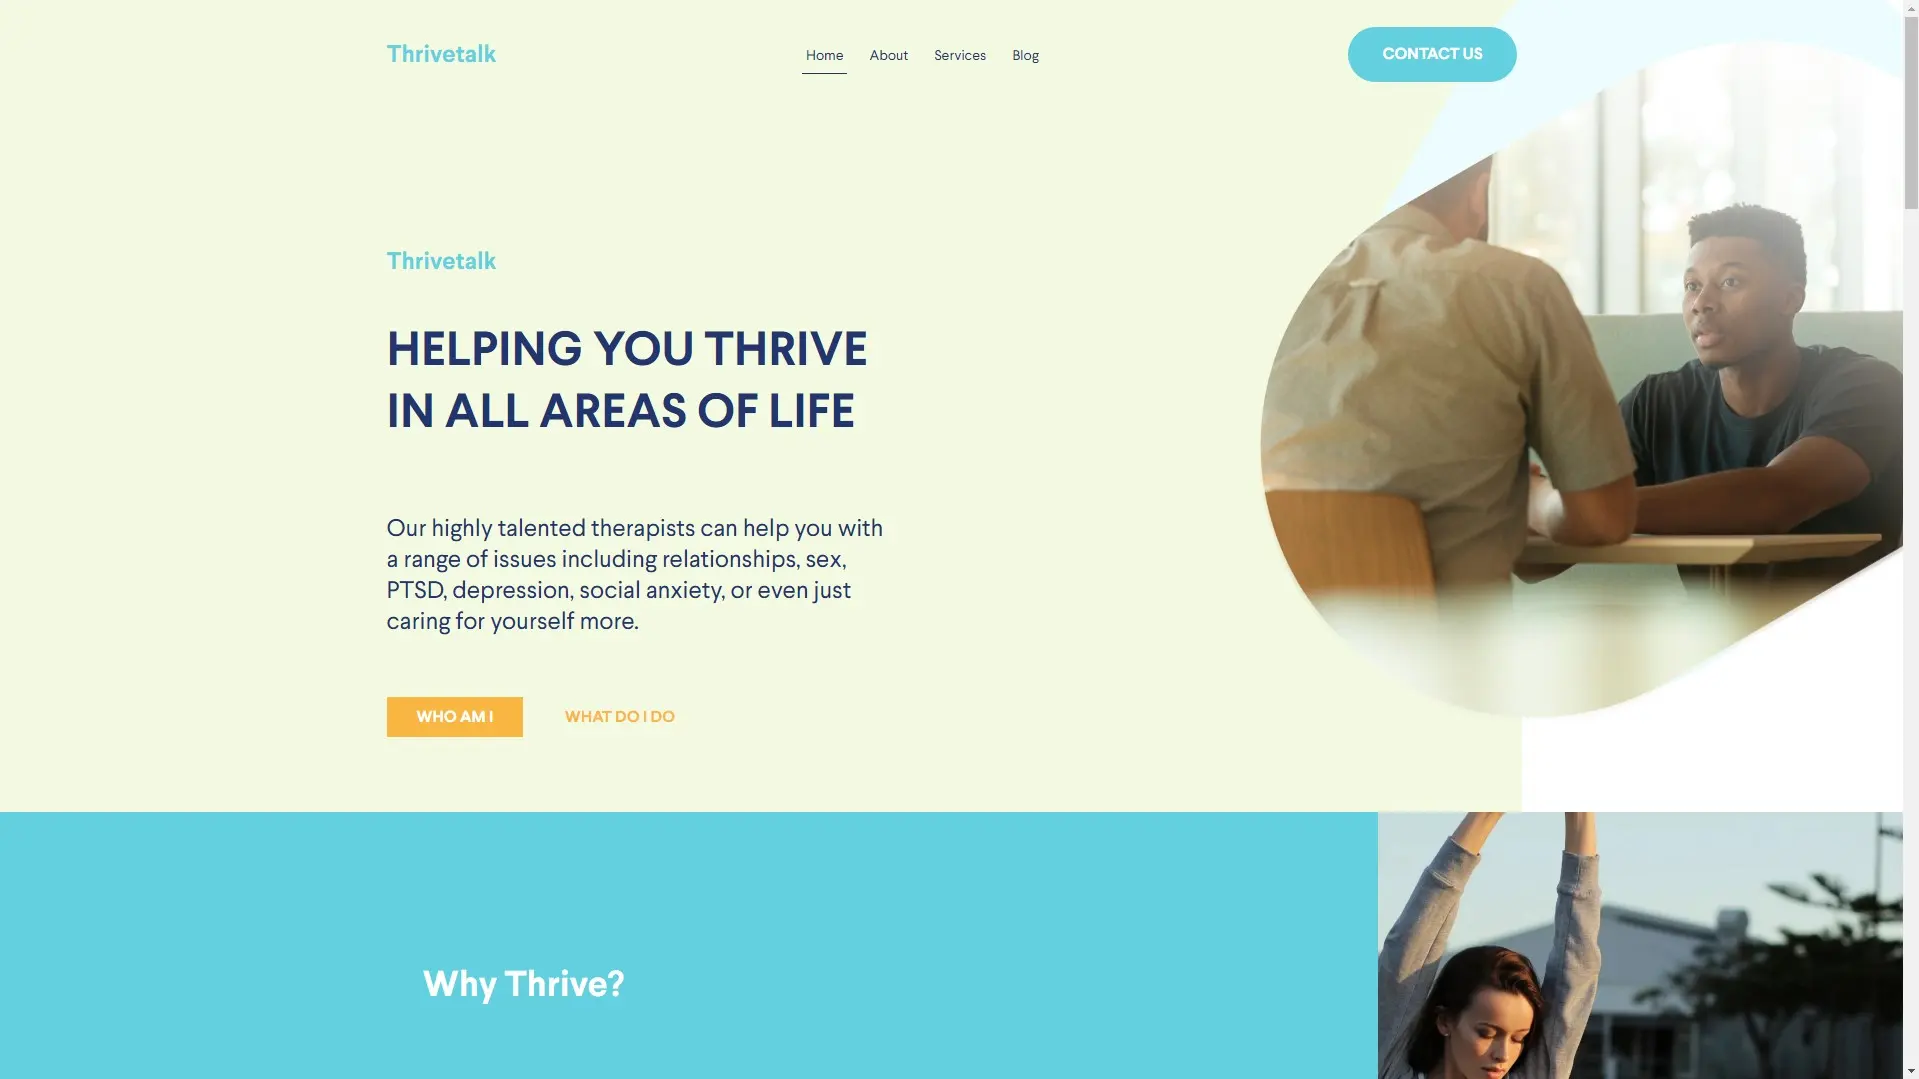 Thrivetalk
Home
About
Services
Blog
CONTACT US
Thrivetalk
HELPING YOU THRIVE
IN ALL AREAS OF LIFE
Our highly talented therapists can help you with
a range of issues including relationships, sex,
PTSD, depression, social anxiety, or even just
caring for yourself more.
WHO AM I
WHAT DO I DO
Why Thrive?